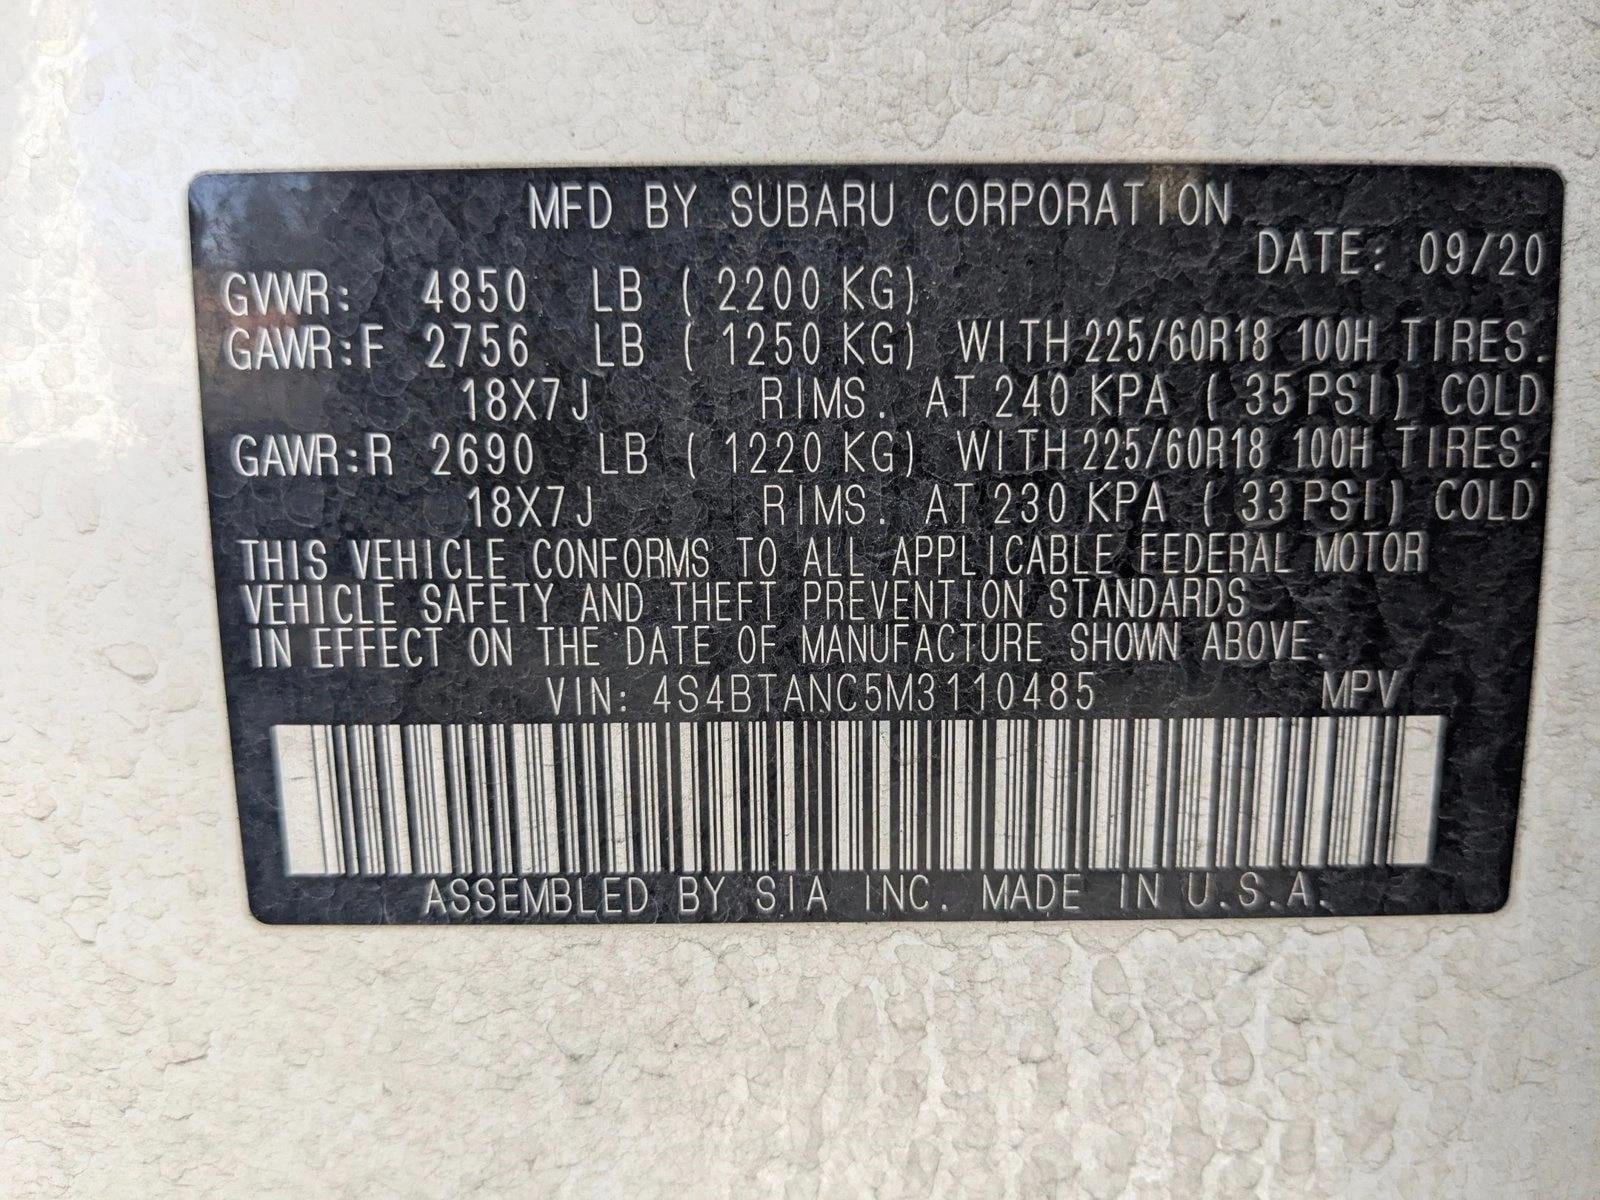 MFD BY SUBARU CORPORATION
DATE: 09/20
GVWR: 4850 LB ( 2200 KG)
GAWR:F 2756 LB ( 1250 KG) WITH 225/60R18 100H TIRES.
18X7J RIMS. AT 240 KPA ( 35 PSI) COLD
GAWR:R 2690 LB ( 1220 KG) WITH 225/60R18 100H TIRES.
18X7J RIMS. AT 230 KPA ( 33 PSI) COLD
THIS VEHICLE CONFORMS TO ALL APPLICABLE FEDERAL MOTOR
VEHICLE SAFETY AND THEFT PREVENTION STANDARDS
IN EFFECT ON THE DATE OF MANUFACTURE SHOWN ABOVE.
VIN: 4S4BTANC5M3110485 MPV
ASSEMBLED BY SIA INC. MADE IN U.S.A.